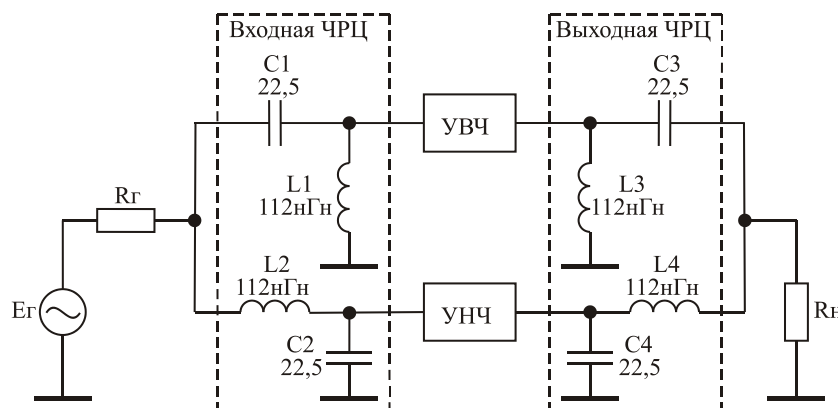 Входная ЧРЦ
Выходная ЧРЦ
C1
22,5
C3
22,5
УВЧ
L1
112нГн
L3
112нГн
Rг
L2
112нГн
L4
112нГн
Eг
УНЧ
Rн
C2
22,5
C4
22,5